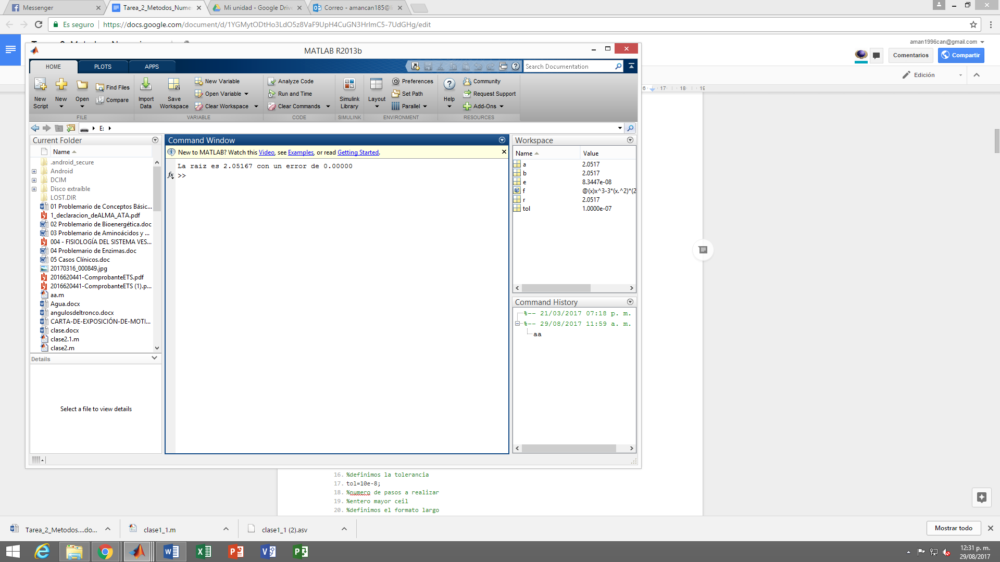 Messenger
Tarea_2_Metodos_Nume
Mi unidad - Google Drive
Correo - amancan185@
Es seguro
https://docs.google.com/document/d/1YGMytODtHo3LdO5z8VaF9UpH4CuGN3HrImC5-7UdGHg/edit
aman1996can@gmail.com
Comentarios
Compartir
Edición
17
18
MATLAB R2013b
HOME
PLOTS
APPS
Search Documentation
New Script
New
Open
Find Files
Compare
FILE
Import Data
Save Workspace
New Variable
Open Variable
Clear Workspace
VARIABLE
Analyze Code
Run and Time
Clear Commands
CODE
Simulink Library
SIMULINK
Layout
Preferences
Set Path
Parallel
ENVIRONMENT
Help
Community
Request Support
Add-Ons
RESOURCES
E:
Current Folder
Name
.android_secure
Android
DCIM
Disco extraíble
LOST.DIR
01 Problemario de Conceptos Básic...
1_declaracion_deALMA_ATA.pdf
02 Problemario de Bioenergética.doc
03 Problemario de Aminoácidos y ...
004 - FISIOLOGÍA DEL SISTEMA VES...
04 Problemario de Enzimas.doc
05 Casos Clínicos.doc
20170316_000849.jpg
2016620441-ComprobanteETS.pdf
2016620441-ComprobanteETS (1).p...
aa.m
Agua.docx
angulosdeltronco.docx
CARTA-DE-EXPOSICIÓN-DE-MOTI...
clase.docx
clase2.1.m
clase2.m
Details
Select a file to view details
Command Window
New to MATLAB? Watch this Video, see Examples, or read Getting Started.
La raiz es 2.05167 con un error de 0.00000
fx >>
Workspace
Name Value
a 2.0517
b 2.0517
e 8.3447e-08
f @(x)x^3-3*(x.^2)*(2
r 2.0517
tol 1.0000e-07
Command History
%-- 21/03/2017 07:18 p. m.
%-- 29/08/2017 11:59 a. m.
aa
16. %definimos la tolerancia
17. tol=10e-8;
18. %numero de pasos a realizar
19. %entero mayor ceil
20. %definimos el formato largo
Tarea_2_Metodos....do...
clase1_1.m
clase1_1 (2).asv
Mostrar todo
12:31 p. m.
29/08/2017